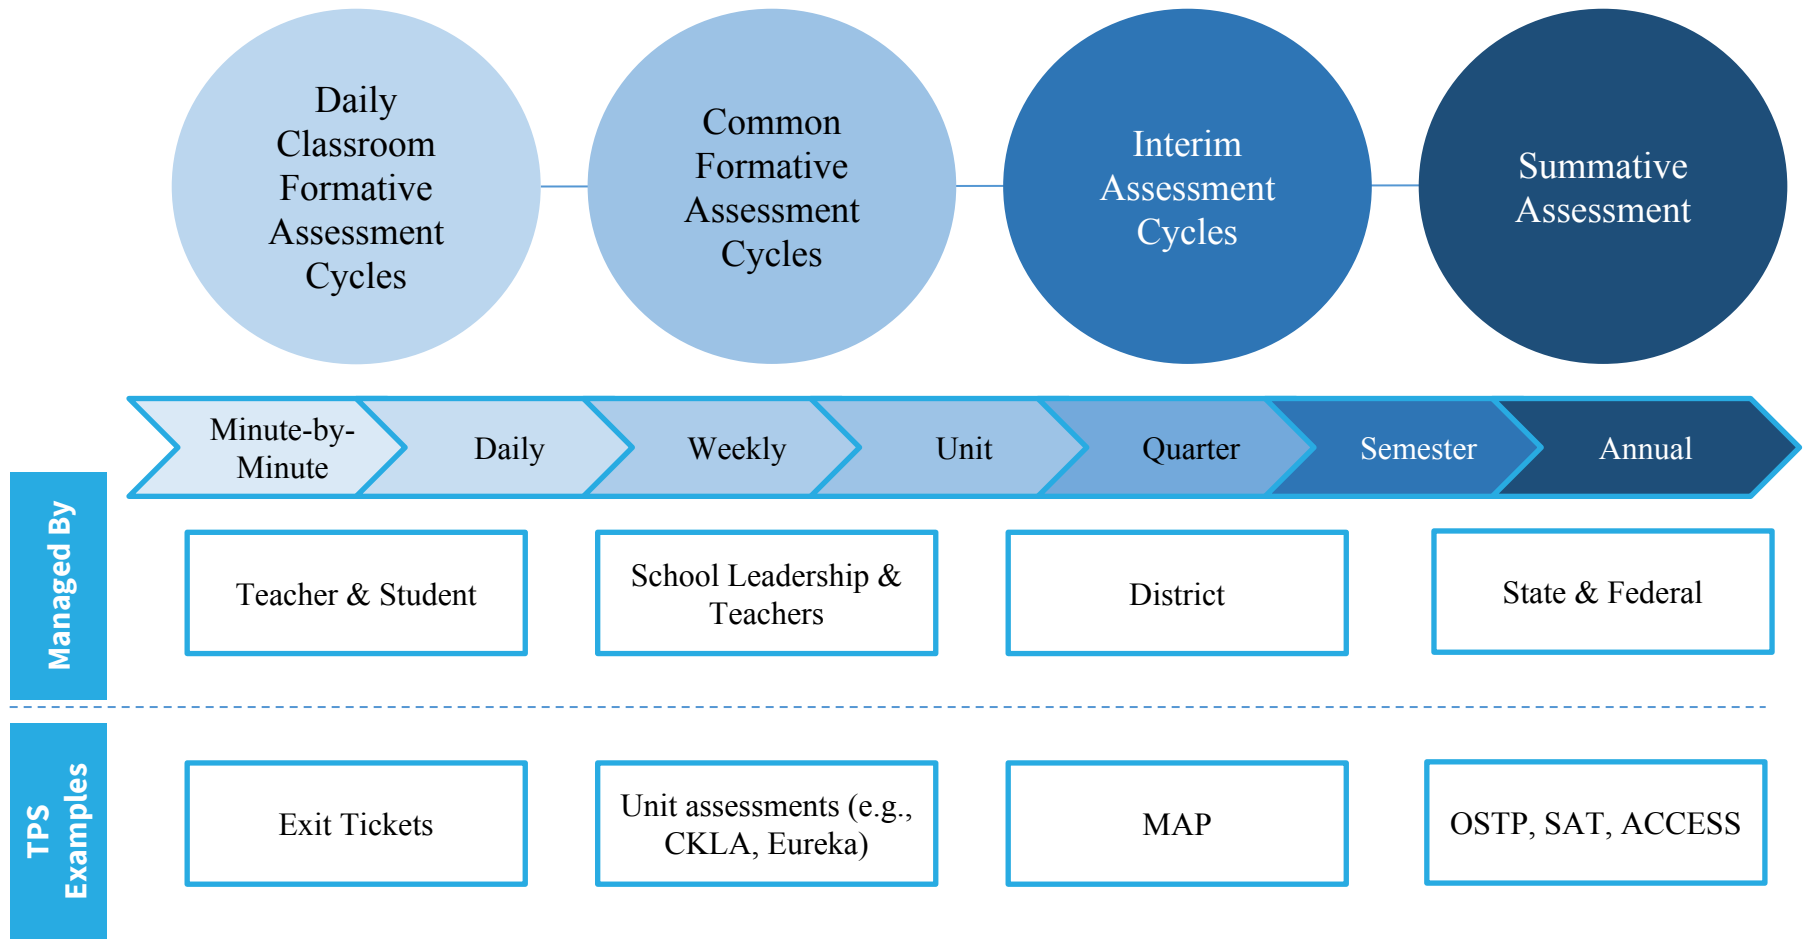 Daily
Classroom
Formative
Assessment
Cycles
Common
Formative
Assessment
Cycles
Interim
Assessment
Cycles
Summative
Assessment
Minute-by-
Minute
Daily
Weekly
Unit
Quarter
Semester
Annual
Managed By
Teacher & Student
School Leadership &
Teachers
District
State & Federal
TPS
Examples
Exit Tickets
Unit assessments (e.g.,
CKLA, Eureka)
MAP
OSTP, SAT, ACCESS